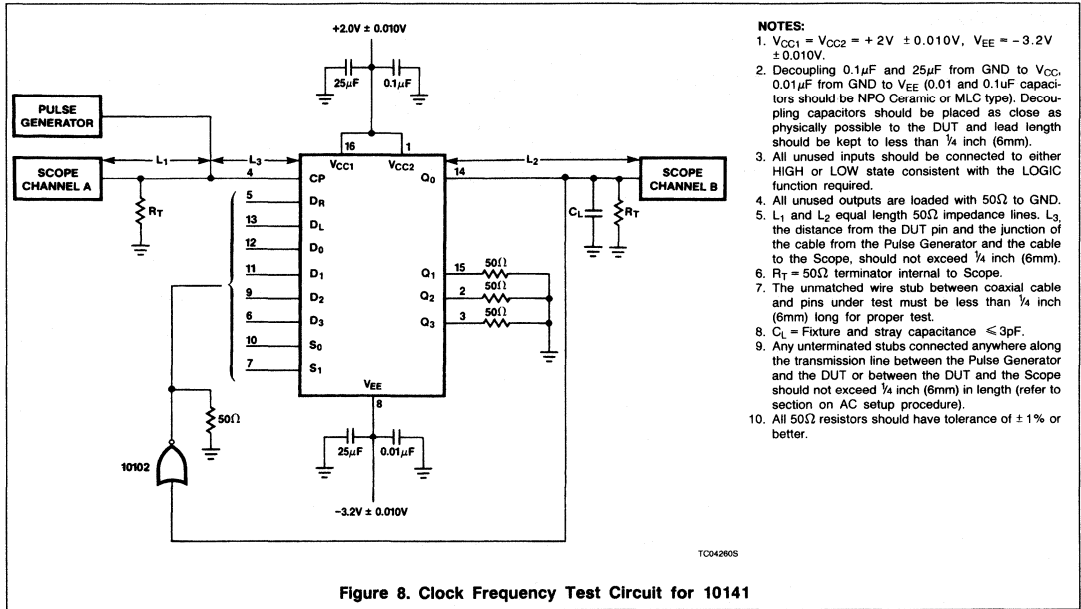 +2.0V ± 0.010V
25μF
0.1μF
PULSE
GENERATOR
SCOPE
CHANNEL A
L1
L3
L2
SCOPE
CHANNEL B
16
1
VCC1
VCC2
4
CP
Q0
14
RT
CL
RT
5
DR
13
DL
12
D0
11
D1
9
D2
6
D3
10
S0
7
S1
Q1
15
50Ω
Q2
2
50Ω
Q3
3
50Ω
VEE
8
50Ω
25μF
0.01μF
10102
−3.2V ± 0.010V
TC04260S
NOTES:
1. VCC1 = VCC2 = + 2V ± 0.010V, VEE = − 3.2V
± 0.010V.
2. Decoupling 0.1μF and 25μF from GND to VCC,
0.01μF from GND to VEE (0.01 and 0.1uF capaci-
tors should be NPO Ceramic or MLC type). Decou-
pling capacitors should be placed as close as
physically possible to the DUT and lead length
should be kept to less than ¼ inch (6mm).
3. All unused inputs should be connected to either
HIGH or LOW state consistent with the LOGIC
function required.
4. All unused outputs are loaded with 50Ω to GND.
5. L1 and L2 equal length 50Ω impedance lines. L3,
the distance from the DUT pin and the junction of
the cable from the Pulse Generator and the cable
to the Scope, should not exceed ¼ inch (6mm).
6. RT = 50Ω terminator internal to Scope.
7. The unmatched wire stub between coaxial cable
and pins under test must be less than ¼ inch
(6mm) long for proper test.
8. CL = Fixture and stray capacitance ⩽ 3pF.
9. Any unterminated stubs connected anywhere along
the transmission line between the Pulse Generator
and the DUT or between the DUT and the Scope
should not exceed ¼ inch (6mm) in length (refer to
section on AC setup procedure).
10. All 50Ω resistors should have tolerance of ± 1% or
better.
Figure 8. Clock Frequency Test Circuit for 10141